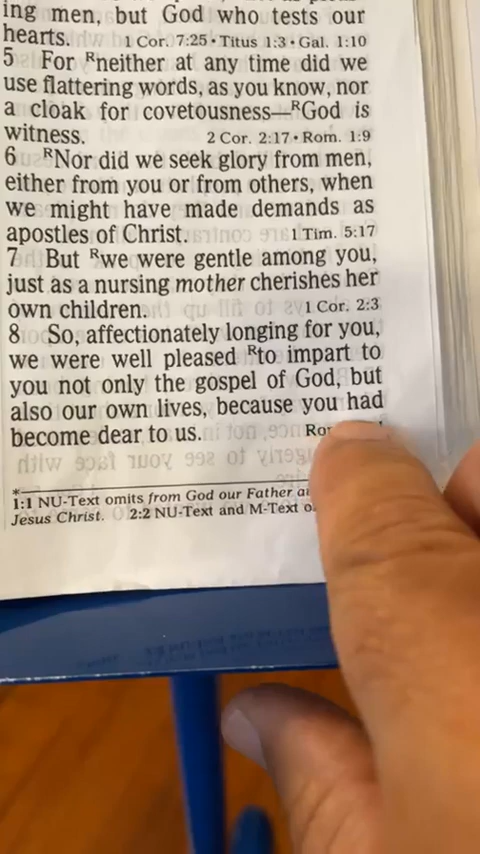 ing men, but God who tests our
hearts. 1 Cor. 7:25 • Titus 1:3 • Gal. 1:10
5 For Rneither at any time did we
use flattering words, as you know, nor
a cloak for covetousness—RGod is
witness. 2 Cor. 2:17 • Rom. 1:9
6 RNor did we seek glory from men,
either from you or from others, when
we might have made demands as
apostles of Christ. 1 Tim. 5:17
7 But Rwe were gentle among you,
just as a nursing mother cherishes her
own children. 1 Cor. 2:3
8 So, affectionately longing for you,
we were well pleased Rto impart to
you not only the gospel of God, but
also our own lives, because you had
become dear to us.
*
1:1 NU-Text omits from God our Father
Jesus Christ. 2:2 NU-Text and M-Text